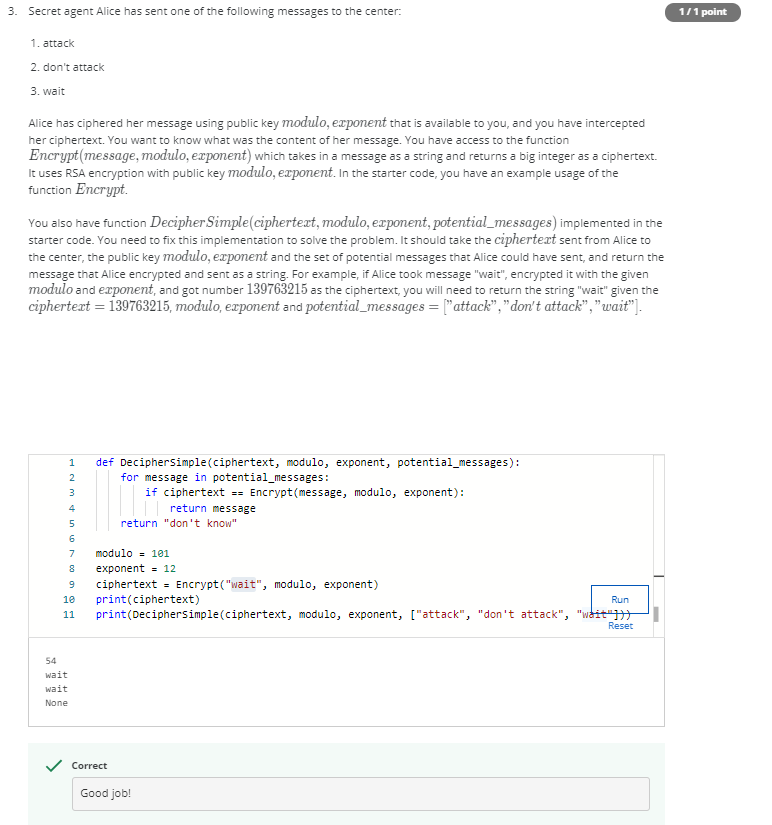 3. Secret agent Alice has sent one of the following messages to the center:
1 / 1 point
1. attack
2. don't attack
3. wait
Alice has ciphered her message using public key modulo, exponent that is available to you, and you have intercepted
her ciphertext. You want to know what was the content of her message. You have access to the function
Encrypt(message, modulo, exponent) which takes in a message as a string and returns a big integer as a ciphertext.
It uses RSA encryption with public key modulo, exponent. In the starter code, you have an example usage of the
function Encrypt.
You also have function DecipherSimple(ciphertext, modulo, exponent, potential_messages) implemented in the
starter code. You need to fix this implementation to solve the problem. It should take the ciphertext sent from Alice to
the center, the public key modulo, exponent and the set of potential messages that Alice could have sent, and return the
message that Alice encrypted and sent as a string. For example, if Alice took message "wait", encrypted it with the given
modulo and exponent, and got number 139763215 as the ciphertext, you will need to return the string "wait" given the
ciphertext = 139763215, modulo, exponent and potential_messages = ["attack", "don't attack", "wait"].
1 def DecipherSimple(ciphertext, modulo, exponent, potential_messages):
2 for message in potential_messages:
3 if ciphertext == Encrypt(message, modulo, exponent):
4 return message
5 return "don't know"
6
7 modulo = 101
8 exponent = 12
9 ciphertext = Encrypt("wait", modulo, exponent)
10 print(ciphertext)
Run
11 print(DecipherSimple(ciphertext, modulo, exponent, ["attack", "don't attack", "wait"]))
Reset
54
wait
wait
None
Correct
Good job!